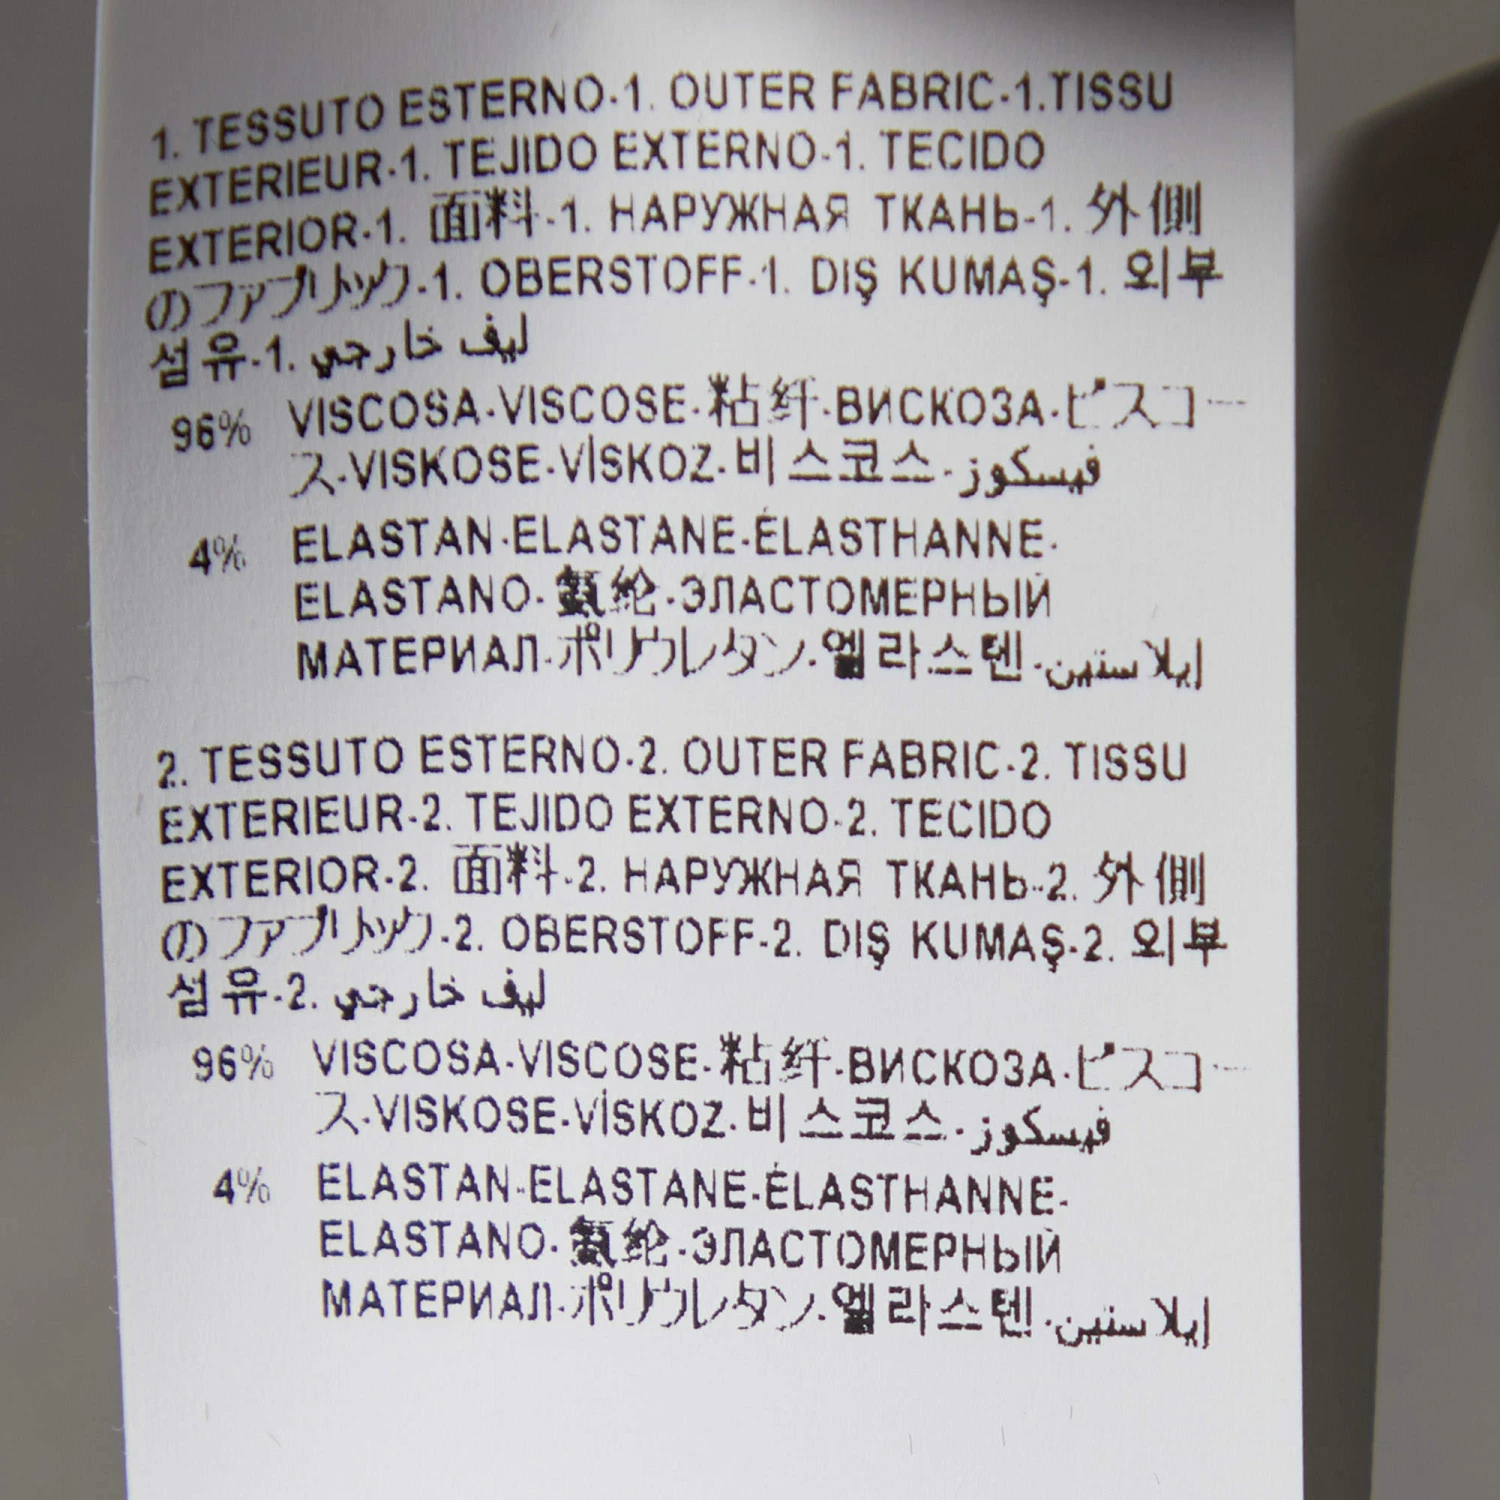 1. TESSUTO ESTERNO-1. OUTER FABRIC-1.TISSU
EXTERIEUR-1. TEJIDO EXTERNO-1. TECIDO
EXTERIOR-1. 面料-1. НАРУЖНАЯ ТКАНЬ-1. 外側
のファブリック-1. OBERSTOFF-1. DIŞ KUMAŞ-1. 외부
섬유-1. ليف خارجي
96% VISCOSA-VISCOSE-粘纤-ВИСКОЗА-ビスコー
ス-VISKOSE-VİSKOZ-비스코스-فيسكوز
4% ELASTAN-ELASTANE-ÉLASTHANNE-
ELASTANO-氨纶-ЭЛАСТОМЕРНЫЙ
МАТЕРИАЛ-ポリウレタン-엘라스텐-إيلاستين
2. TESSUTO ESTERNO-2. OUTER FABRIC-2. TISSU
EXTERIEUR-2. TEJIDO EXTERNO-2. TECIDO
EXTERIOR-2. 面料-2. НАРУЖНАЯ ТКАНЬ-2. 外側
のファブリック-2. OBERSTOFF-2. DIŞ KUMAŞ-2. 외부
섬유-2. ليف خارجي
96% VISCOSA-VISCOSE-粘纤-ВИСКОЗА-ビスコー
ス-VISKOSE-VİSKOZ-비스코스-فيسكوز
4% ELASTAN-ELASTANE-ÉLASTHANNE-
ELASTANO-氨纶-ЭЛАСТОМЕРНЫЙ
МАТЕРИАЛ-ポリウレタン-엘라스텐-إيلاستين